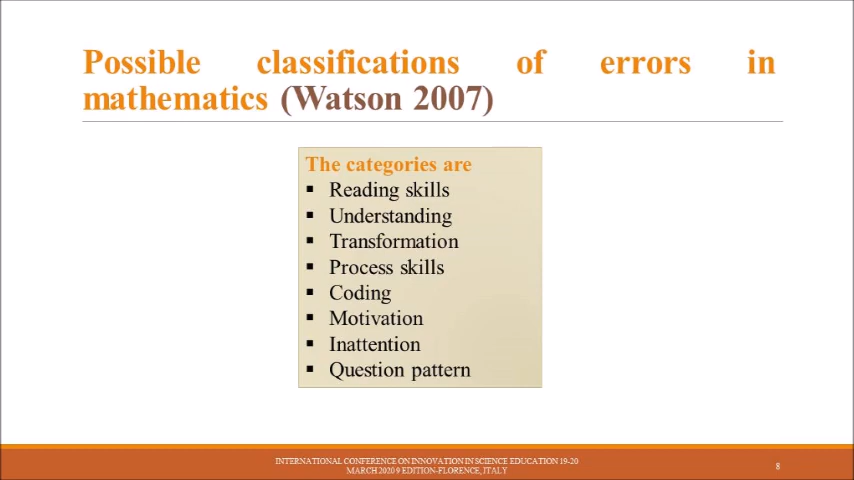 Possible classifications of errors in
mathematics (Watson 2007)
The categories are
▪ Reading skills
▪ Understanding
▪ Transformation
▪ Process skills
▪ Coding
▪ Motivation
▪ Inattention
▪ Question pattern
INTERNATIONAL CONFERENCE ON INNOVATION IN SCIENCE EDUCATION 19-20
MARCH 2020 9 EDITION-FLORENCE, ITALY
8